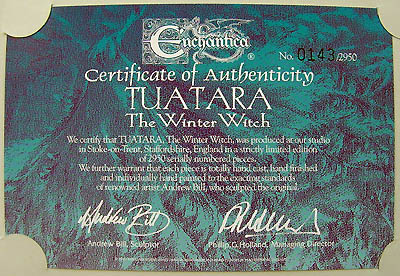 Enchantica ®
No. 0143/2950
Certificate of Authenticity
TUATARA
The Winter Witch
We certify that TUATARA, The Winter Witch, was produced at our studio
in Stoke-on-Trent, Staffordshire, England in a strictly limited edition
of 2950 serially numbered pieces.
We further warrant that each piece is totally hand cast, hand finished
and individually hand painted to the exacting standards
of renowned artist Andrew Bill, who sculpted the original.
Andrew Bill
Andrew Bill, Sculptor
Phillip G Holland, Managing Director